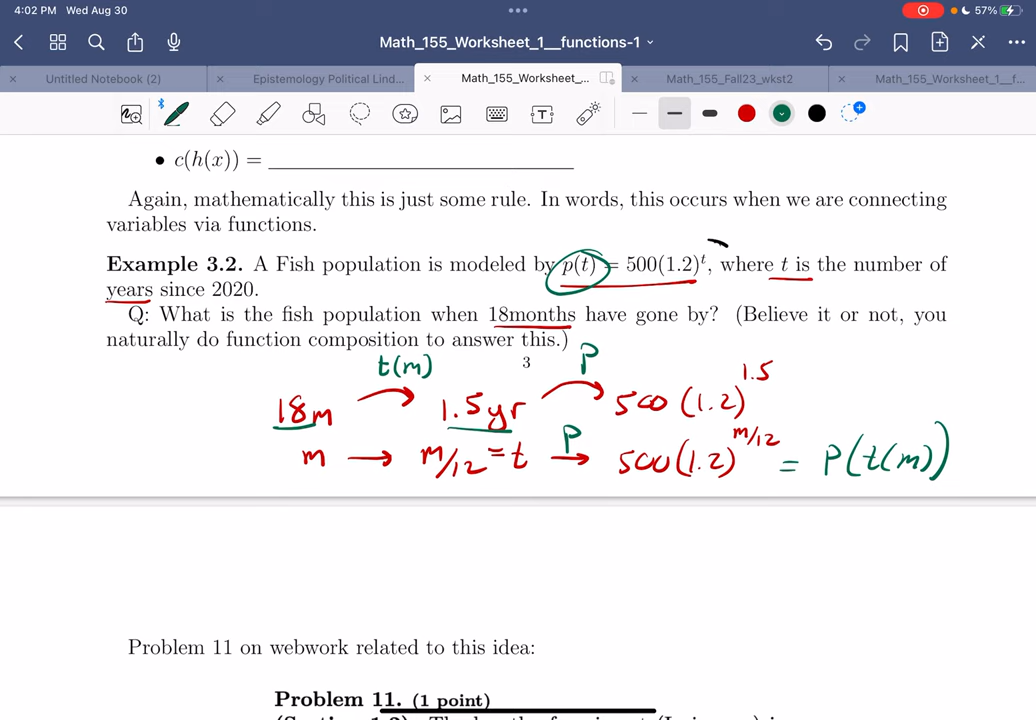 4:02 PM Wed Aug 30
57%
Math_155_Worksheet_1__functions-1
Untitled Notebook (2)
Epistemology Political Lind...
Math_155_Worksheet_...
Math_155_Fall23_wkst2
Math_155_Worksheet_1__f...
• c(h(x)) =
Again, mathematically this is just some rule. In words, this occurs when we are connecting
variables via functions.
Example 3.2. A Fish population is modeled by p(t) = 500(1.2)^t, where t is the number of
years since 2020.
Q: What is the fish population when 18months have gone by? (Believe it or not, you
naturally do function composition to answer this.)
3
t(m) P
18m → 1.5yr → 500 (1.2)^1.5
m → m/12 = t P → 500(1.2)^m/12 = P(t(m))
Problem 11 on webwork related to this idea:
Problem 11. (1 point)